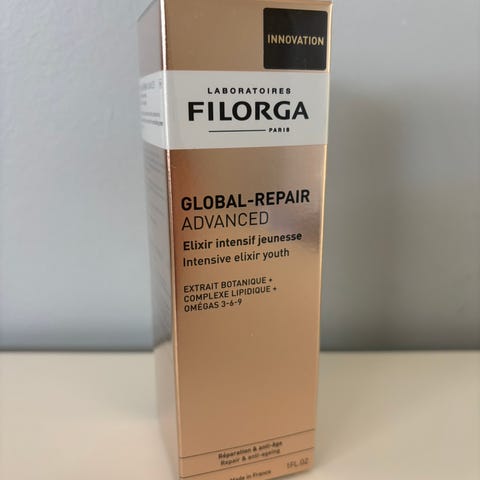 INNOVATION
LABORATOIRES
FILORGA
PARIS
GLOBAL-REPAIR
ADVANCED
Elixir intensif jeunesse
Intensive elixir youth
EXTRAIT BOTANIQUE +
COMPLEXE LIPIDIQUE +
OMÉGAS 3-6-9
Réparation & anti-âge
Repair & anti-ageing
Made in France
1FL.OZ